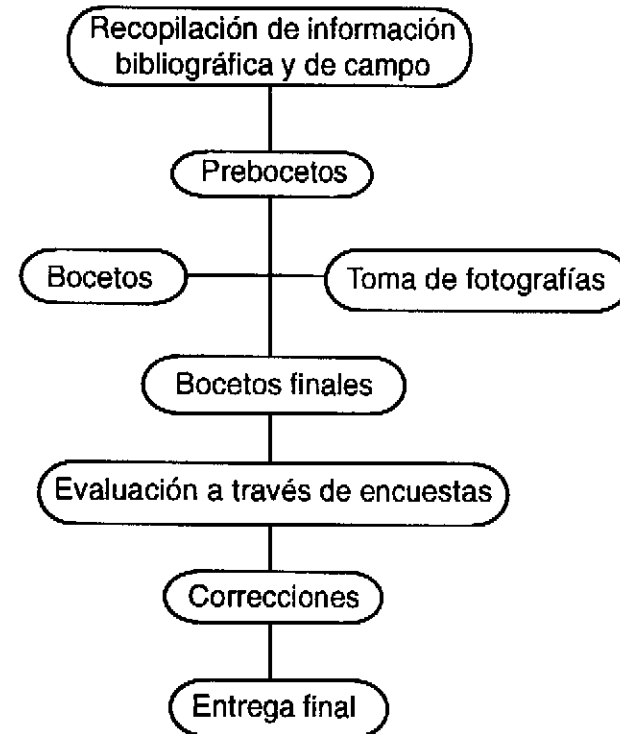 Recopilación de información
bibliográfica y de campo
Prebocetos
Bocetos
Toma de fotografías
Bocetos finales
Evaluación a través de encuestas
Correcciones
Entrega final